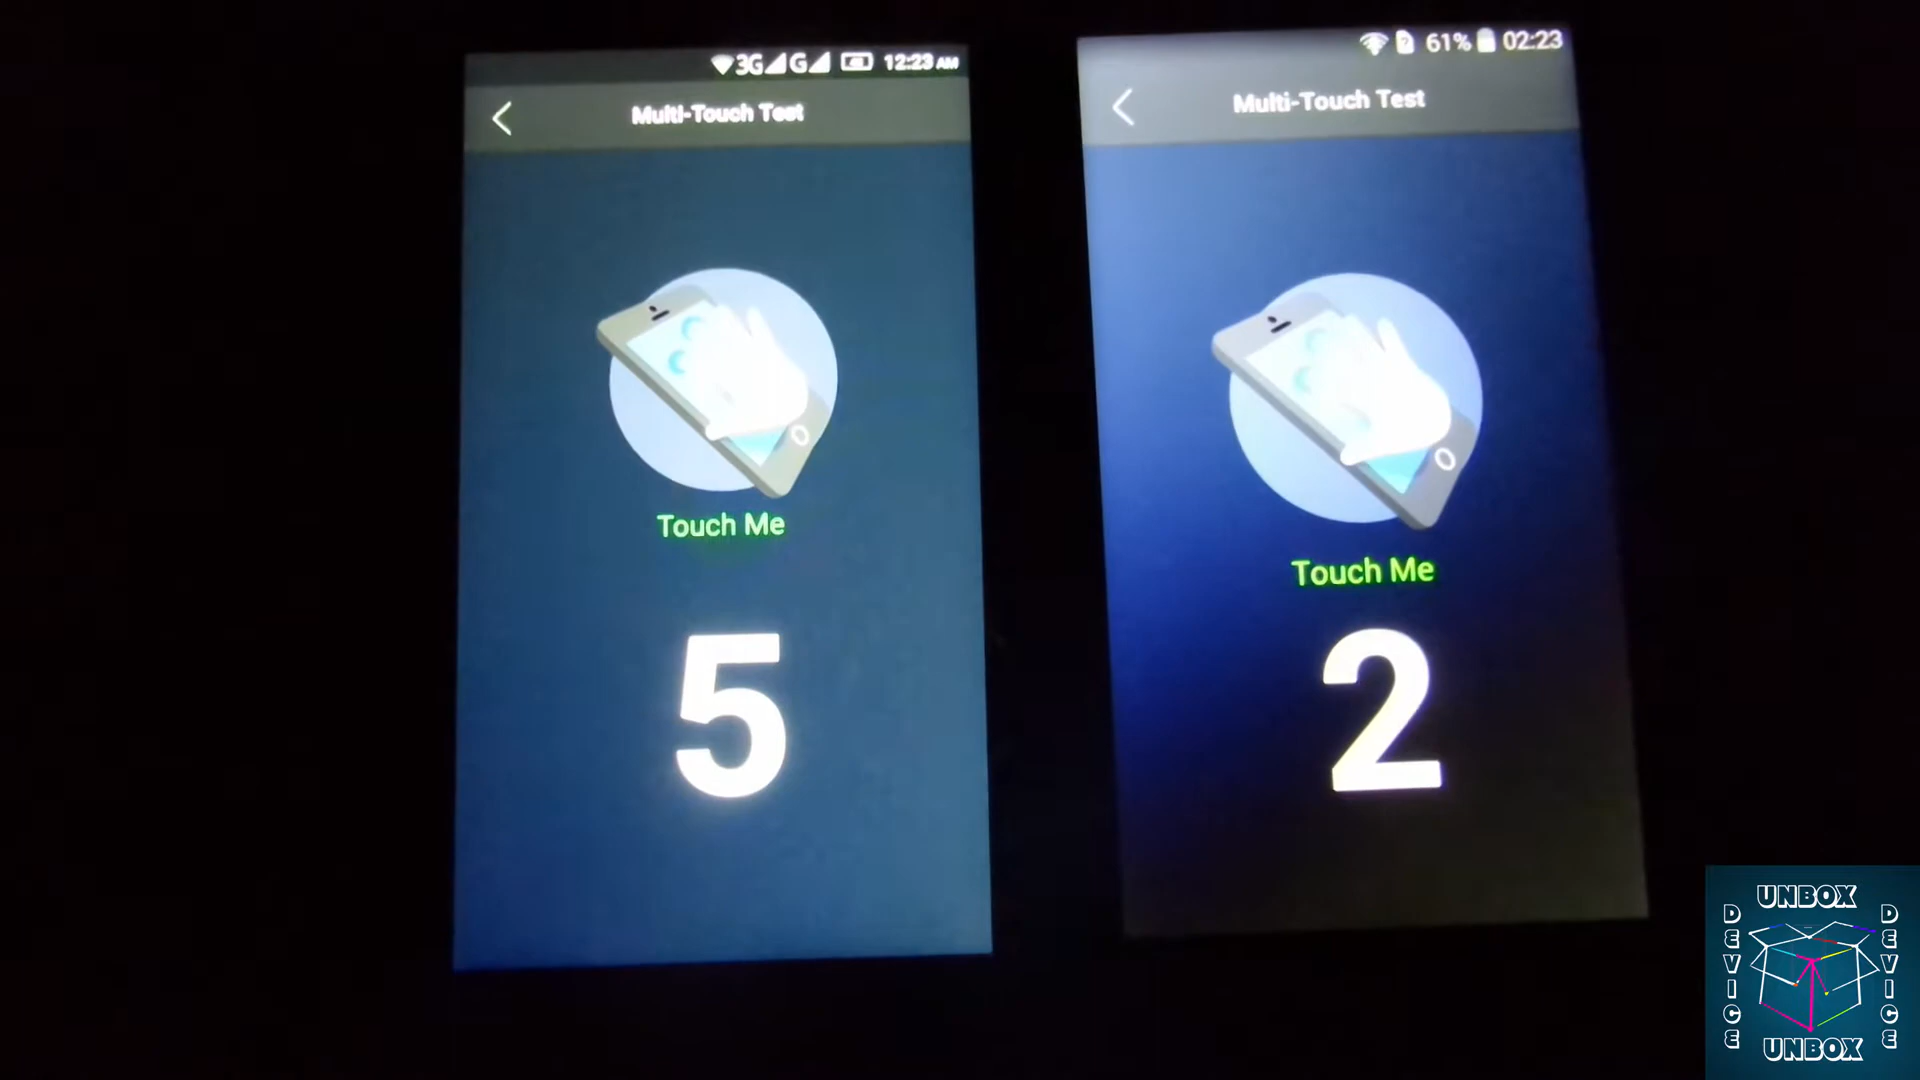 3G G 12:23 AM
Multi-Touch Test
Touch Me
5
61% 02:23
Multi-Touch Test
Touch Me
2
UNBOX
DEVICE
DEVICE
UNBOX